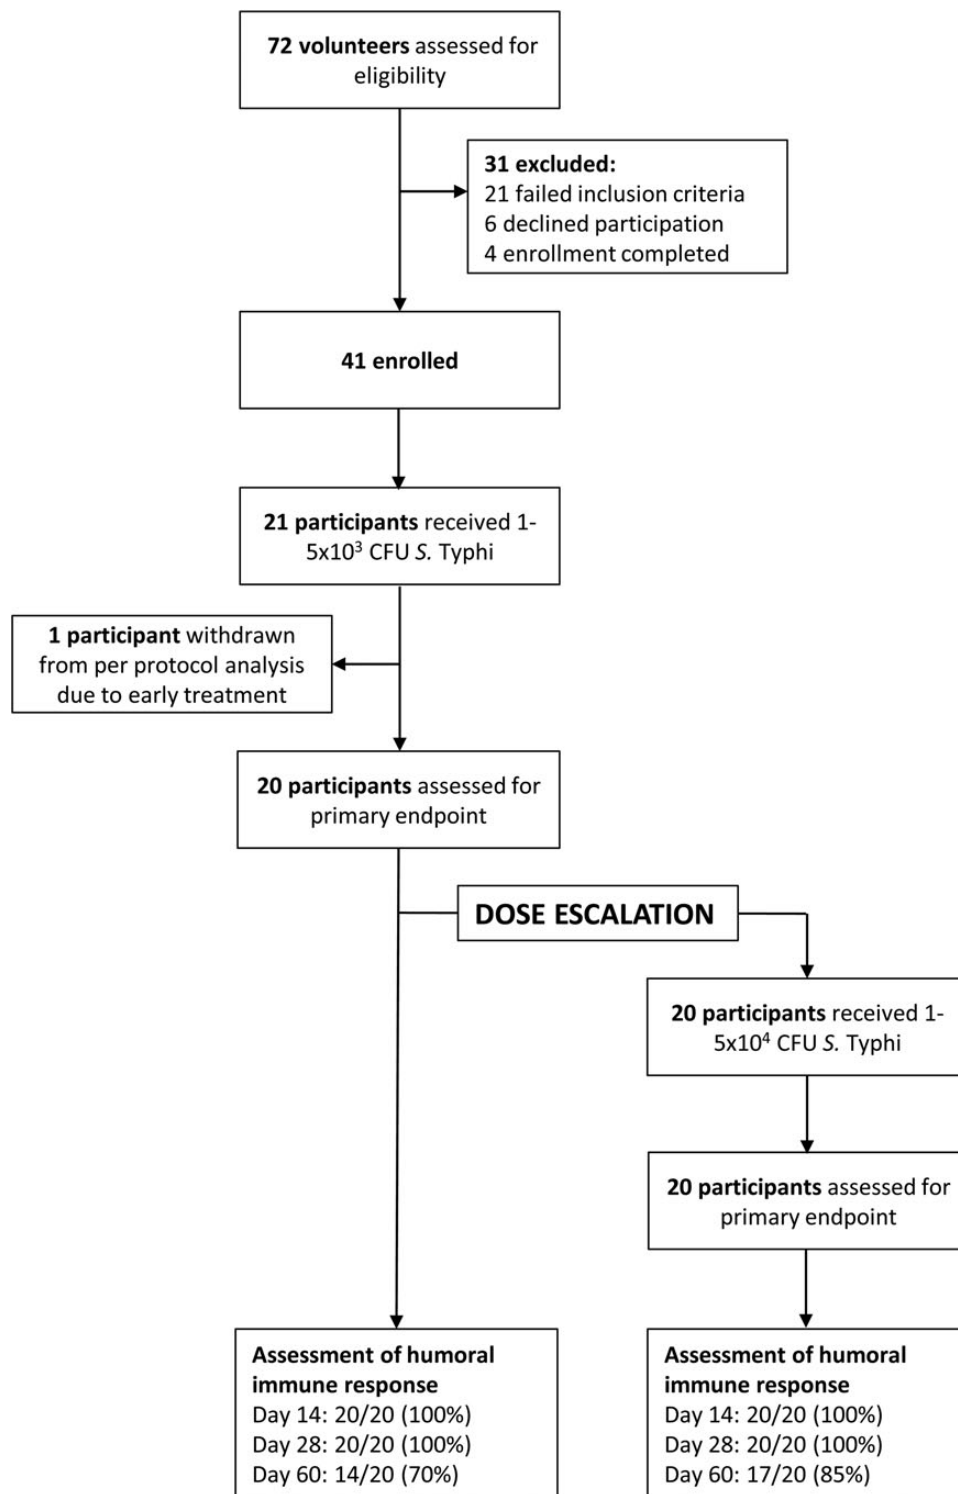 72 volunteers assessed for
eligibility
31 excluded:
21 failed inclusion criteria
6 declined participation
4 enrollment completed
41 enrolled
21 participants received 1-
5x10³ CFU S. Typhi
1 participant withdrawn
from per protocol analysis
due to early treatment
20 participants assessed for
primary endpoint
DOSE ESCALATION
20 participants received 1-
5x10⁴ CFU S. Typhi
20 participants assessed for
primary endpoint
Assessment of humoral
immune response
Day 14: 20/20 (100%)
Day 28: 20/20 (100%)
Day 60: 14/20 (70%)
Assessment of humoral
immune response
Day 14: 20/20 (100%)
Day 28: 20/20 (100%)
Day 60: 17/20 (85%)